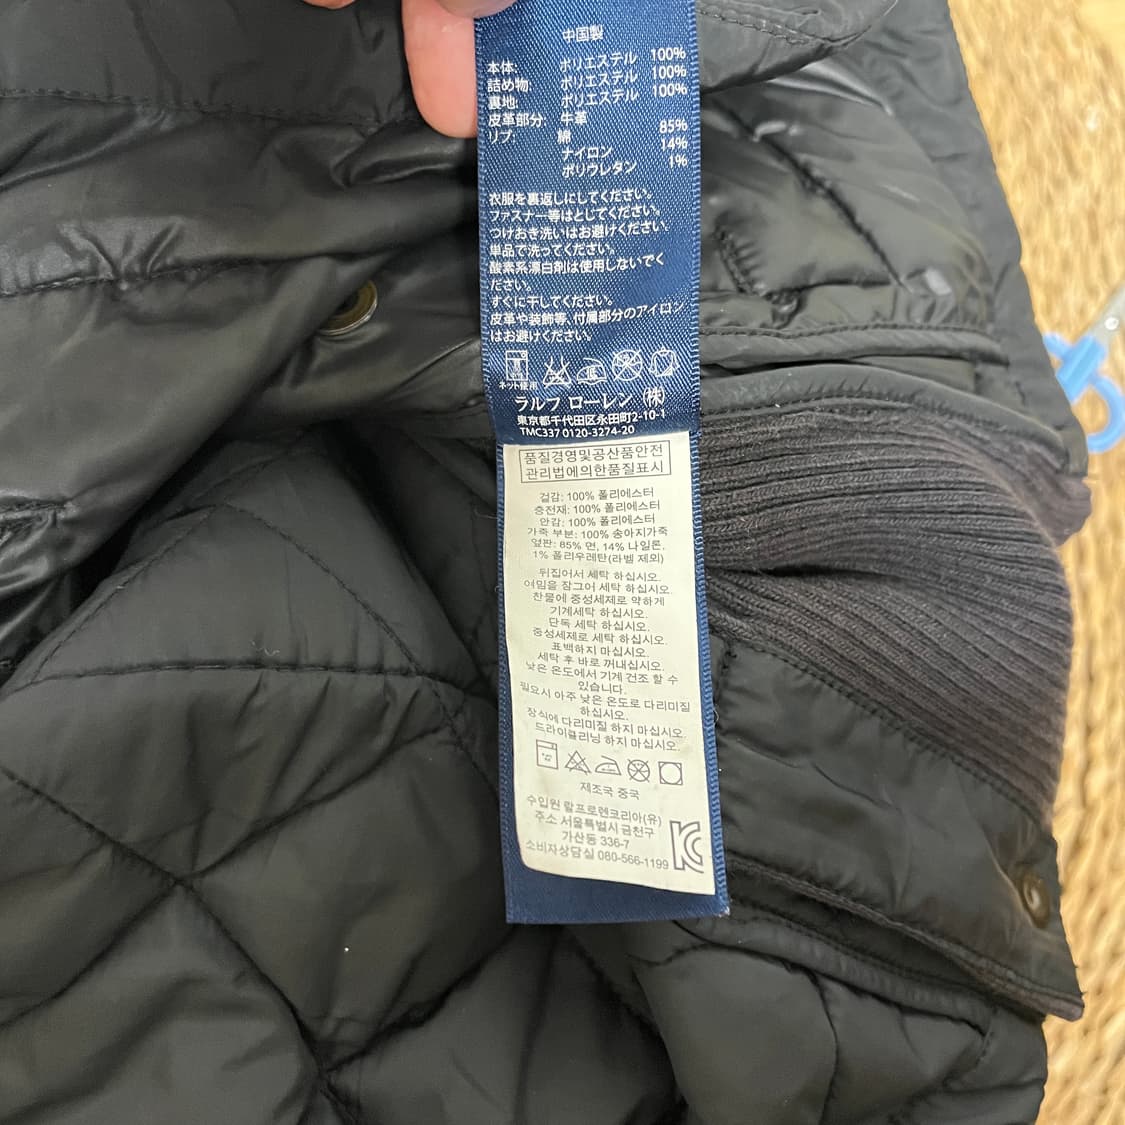 中国製
本体: ポリエステル 100%
詰め物: ポリエステル 100%
裏地: ポリエステル 100%
皮革部分: 牛革
リブ: 綿 85%
ナイロン 14%
ポリウレタン 1%
衣服を裏返しにしてください。
ファスナー等はとじてください。
つけおき洗いはお避けください。
単品で洗ってください。
酸素系漂白剤は使用しないでく
ださい。
すぐに干してください。
皮革や装飾等、付属部分のアイロン
はお避けください。
ネット使用
ラルフ ローレン (株)
東京都千代田区永田町2-10-1
TMC337 0120-3274-20
품질경영및공산품안전
관리법에의한품질표시
겉감: 100% 폴리에스터
충전재: 100% 폴리에스터
안감: 100% 폴리에스터
가죽 부분: 100% 송아지가죽
옆판: 85% 면, 14% 나일론,
1% 폴리우레탄(라벨 제외)
뒤집어서 세탁 하십시오.
여밈을 잠그어 세탁 하십시오.
찬물에 중성세제로 약하게
기계세탁 하십시오.
단독 세탁 하십시오.
중성세제로 세탁 하십시오.
표백하지 마십시오.
세탁 후 바로 꺼내십시오.
낮은 온도에서 기계 건조 할 수
있습니다.
필요시 아주 낮은 온도로 다리미질
하십시오.
장식에 다리미질 하지 마십시오.
드라이클리닝 하지 마십시오.
제조국 중국
수입원 랄프로렌코리아(유)
주소 서울특별시 금천구
가산동 336-7
소비자상담실 080-566-1199